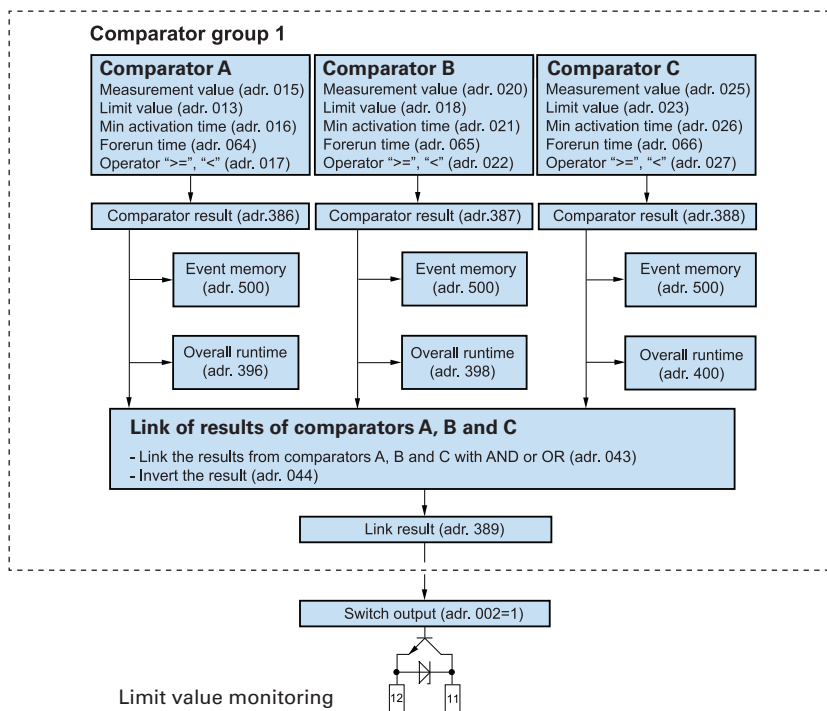 Comparator group 1
Comparator A
Measurement value (adr. 015)
Limit value (adr. 013)
Min activation time (adr. 016)
Forerun time (adr. 064)
Operator “>=”, “<” (adr. 017)
Comparator B
Measurement value (adr. 020)
Limit value (adr. 018)
Min activation time (adr. 021)
Forerun time (adr. 065)
Operator “>=”, “<” (adr. 022)
Comparator C
Measurement value (adr. 025)
Limit value (adr. 023)
Min activation time (adr. 026)
Forerun time (adr. 066)
Operator “>=”, “<” (adr. 027)
Comparator result (adr.386)
Comparator result (adr.387)
Comparator result (adr.388)
Event memory
(adr. 500)
Event memory
(adr. 500)
Event memory
(adr. 500)
Overall runtime
(adr. 396)
Overall runtime
(adr. 398)
Overall runtime
(adr. 400)
Link of results of comparators A, B and C
- Link the results from comparators A, B and C with AND or OR (adr. 043)
- Invert the result (adr. 044)
Link result (adr. 389)
Switch output (adr. 002=1)
Limit value monitoring
12
11